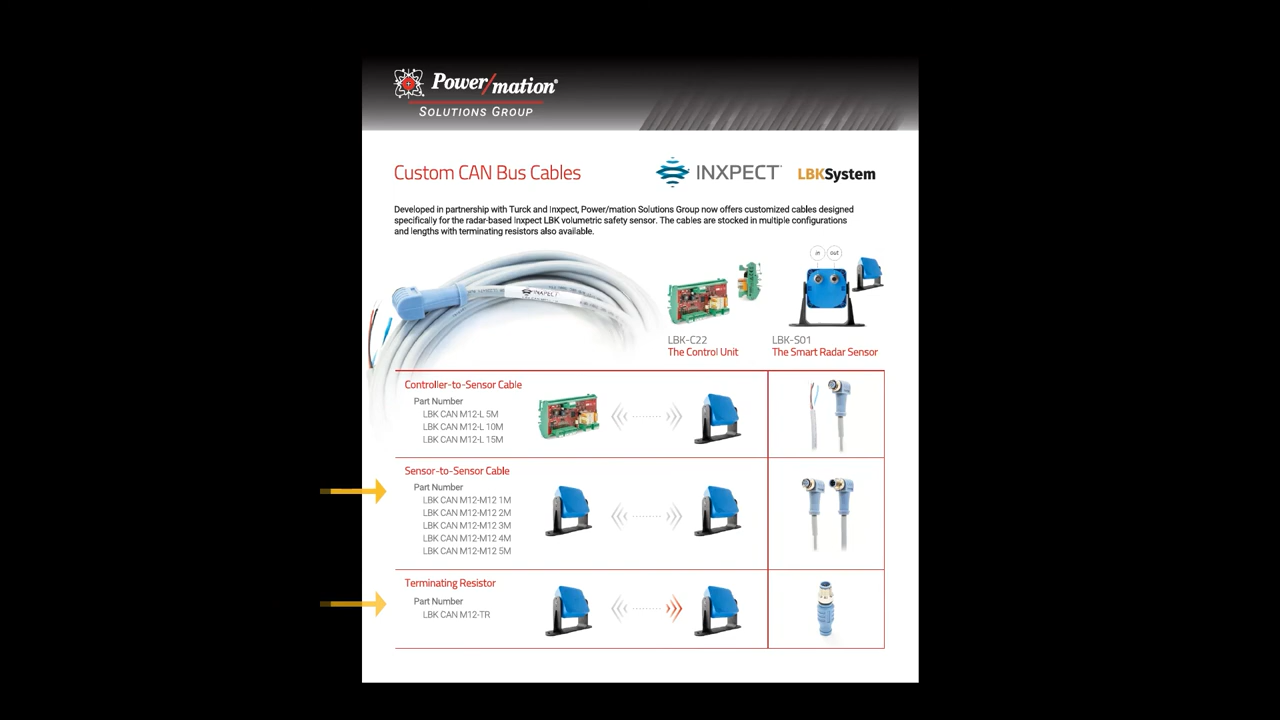 Power/mation®
SOLUTIONS GROUP
Custom CAN Bus Cables
INXPECT
LBKSystem
Developed in partnership with Turck and Inxpect, Power/mation Solutions Group now offers customized cables designed
specifically for the radar-based Inxpect LBK volumetric safety sensor. The cables are stocked in multiple configurations
and lengths with terminating resistors also available.
in out
INXPECT
LBK-C22
The Control Unit
LBK-S01
The Smart Radar Sensor
Controller-to-Sensor Cable
Part Number
LBK CAN M12-L 5M
LBK CAN M12-L 10M
LBK CAN M12-L 15M
Sensor-to-Sensor Cable
Part Number
LBK CAN M12-M12 1M
LBK CAN M12-M12 2M
LBK CAN M12-M12 3M
LBK CAN M12-M12 4M
LBK CAN M12-M12 5M
Terminating Resistor
Part Number
LBK CAN M12-TR